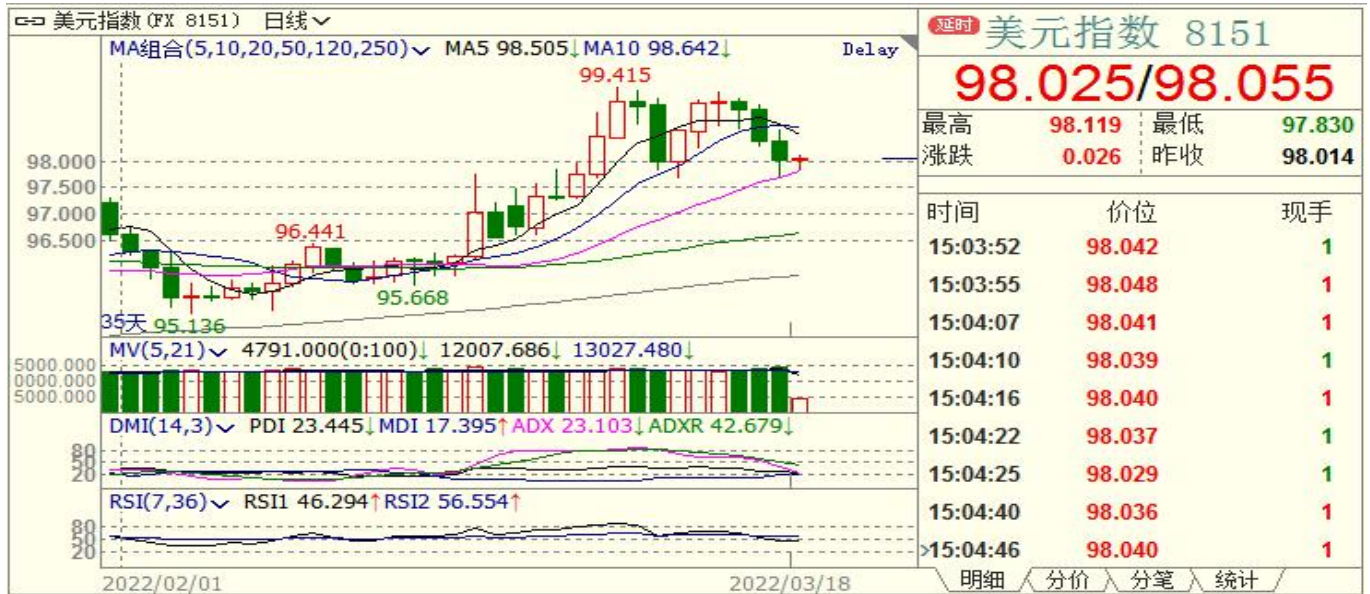 美元指数(FX 8151) 日线
MA组合(5,10,20,50,120,250) MA5 98.505↓MA10 98.642↓ Delay
99.415
98.000
97.500
97.000
96.500
96.441
95.668
35天 95.136
MV(5,21) 4791.000(0:100)↓ 12007.686↓ 13027.480↓
5000.000
0000.000
5000.000
DMI(14,3) PDI 23.445↓MDI 17.395↑ADX 23.103↓ADXR 42.679↓
80
20
RSI(7,36) RSI1 46.294↑RSI2 56.554↑
80
50
20
2022/02/01 2022/03/18
延时 美元指数 8151
98.025/98.055
最高 98.119 最低 97.830
涨跌 0.026 昨收 98.014
时间 价位 现手
15:03:52 98.042 1
15:03:55 98.048 1
15:04:07 98.041 1
15:04:10 98.039 1
15:04:16 98.040 1
15:04:22 98.037 1
15:04:25 98.029 1
15:04:40 98.036 1
>15:04:46 98.040 1
明细 分价 分笔 统计